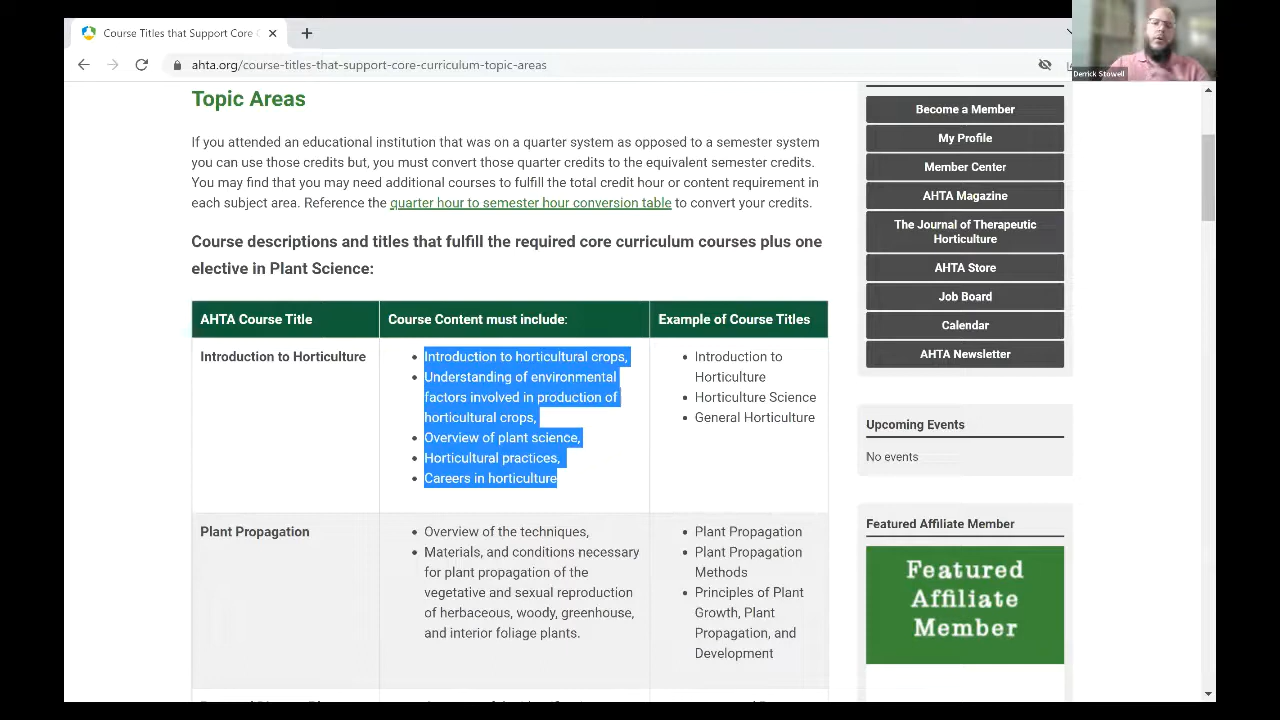 Course Titles that Support Core C
ahta.org/course-titles-that-support-core-curriculum-topic-areas
Derrick Stowell
Topic Areas
If you attended an educational institution that was on a quarter system as opposed to a semester system
you can use those credits but, you must convert those quarter credits to the equivalent semester credits.
You may find that you may need additional courses to fulfill the total credit hour or content requirement in
each subject area. Reference the quarter hour to semester hour conversion table to convert your credits.
Course descriptions and titles that fulfill the required core curriculum courses plus one
elective in Plant Science:
AHTA Course Title
Course Content must include:
Example of Course Titles
Introduction to Horticulture
Introduction to horticultural crops,
Understanding of environmental
factors involved in production of
horticultural crops,
Overview of plant science,
Horticultural practices,
Careers in horticulture
Introduction to
Horticulture
Horticulture Science
General Horticulture
Plant Propagation
Overview of the techniques,
Materials, and conditions necessary
for plant propagation of the
vegetative and sexual reproduction
of herbaceous, woody, greenhouse,
and interior foliage plants.
Plant Propagation
Plant Propagation
Methods
Principles of Plant
Growth, Plant
Propagation, and
Development
Become a Member
My Profile
Member Center
AHTA Magazine
The Journal of Therapeutic
Horticulture
AHTA Store
Job Board
Calendar
AHTA Newsletter
Upcoming Events
No events
Featured Affiliate Member
Featured
Affiliate
Member